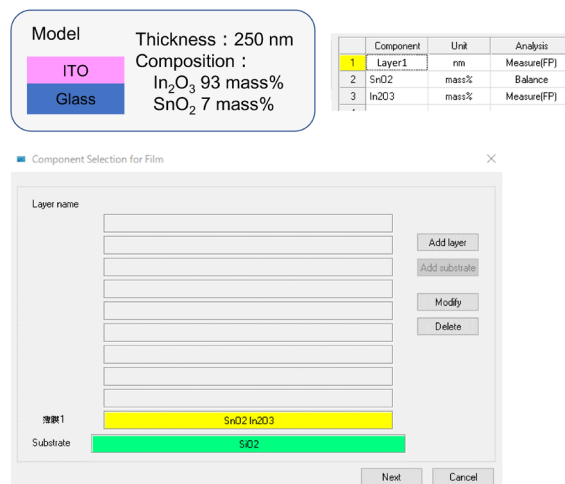 Model
Thickness：250 nm
Composition：
In₂O₃ 93 mass%
SnO₂ 7 mass%
ITO
Glass
Component Unit Analysis
1 Layer1 nm Measure(FP)
2 SnO2 mass% Balance
3 In2O3 mass% Measure(FP)
Component Selection for Film
Layer name
Add layer
Add substrate
Modify
Delete
薄膜1 SnO2 In2O3
Substrate SiO2
Next Cancel